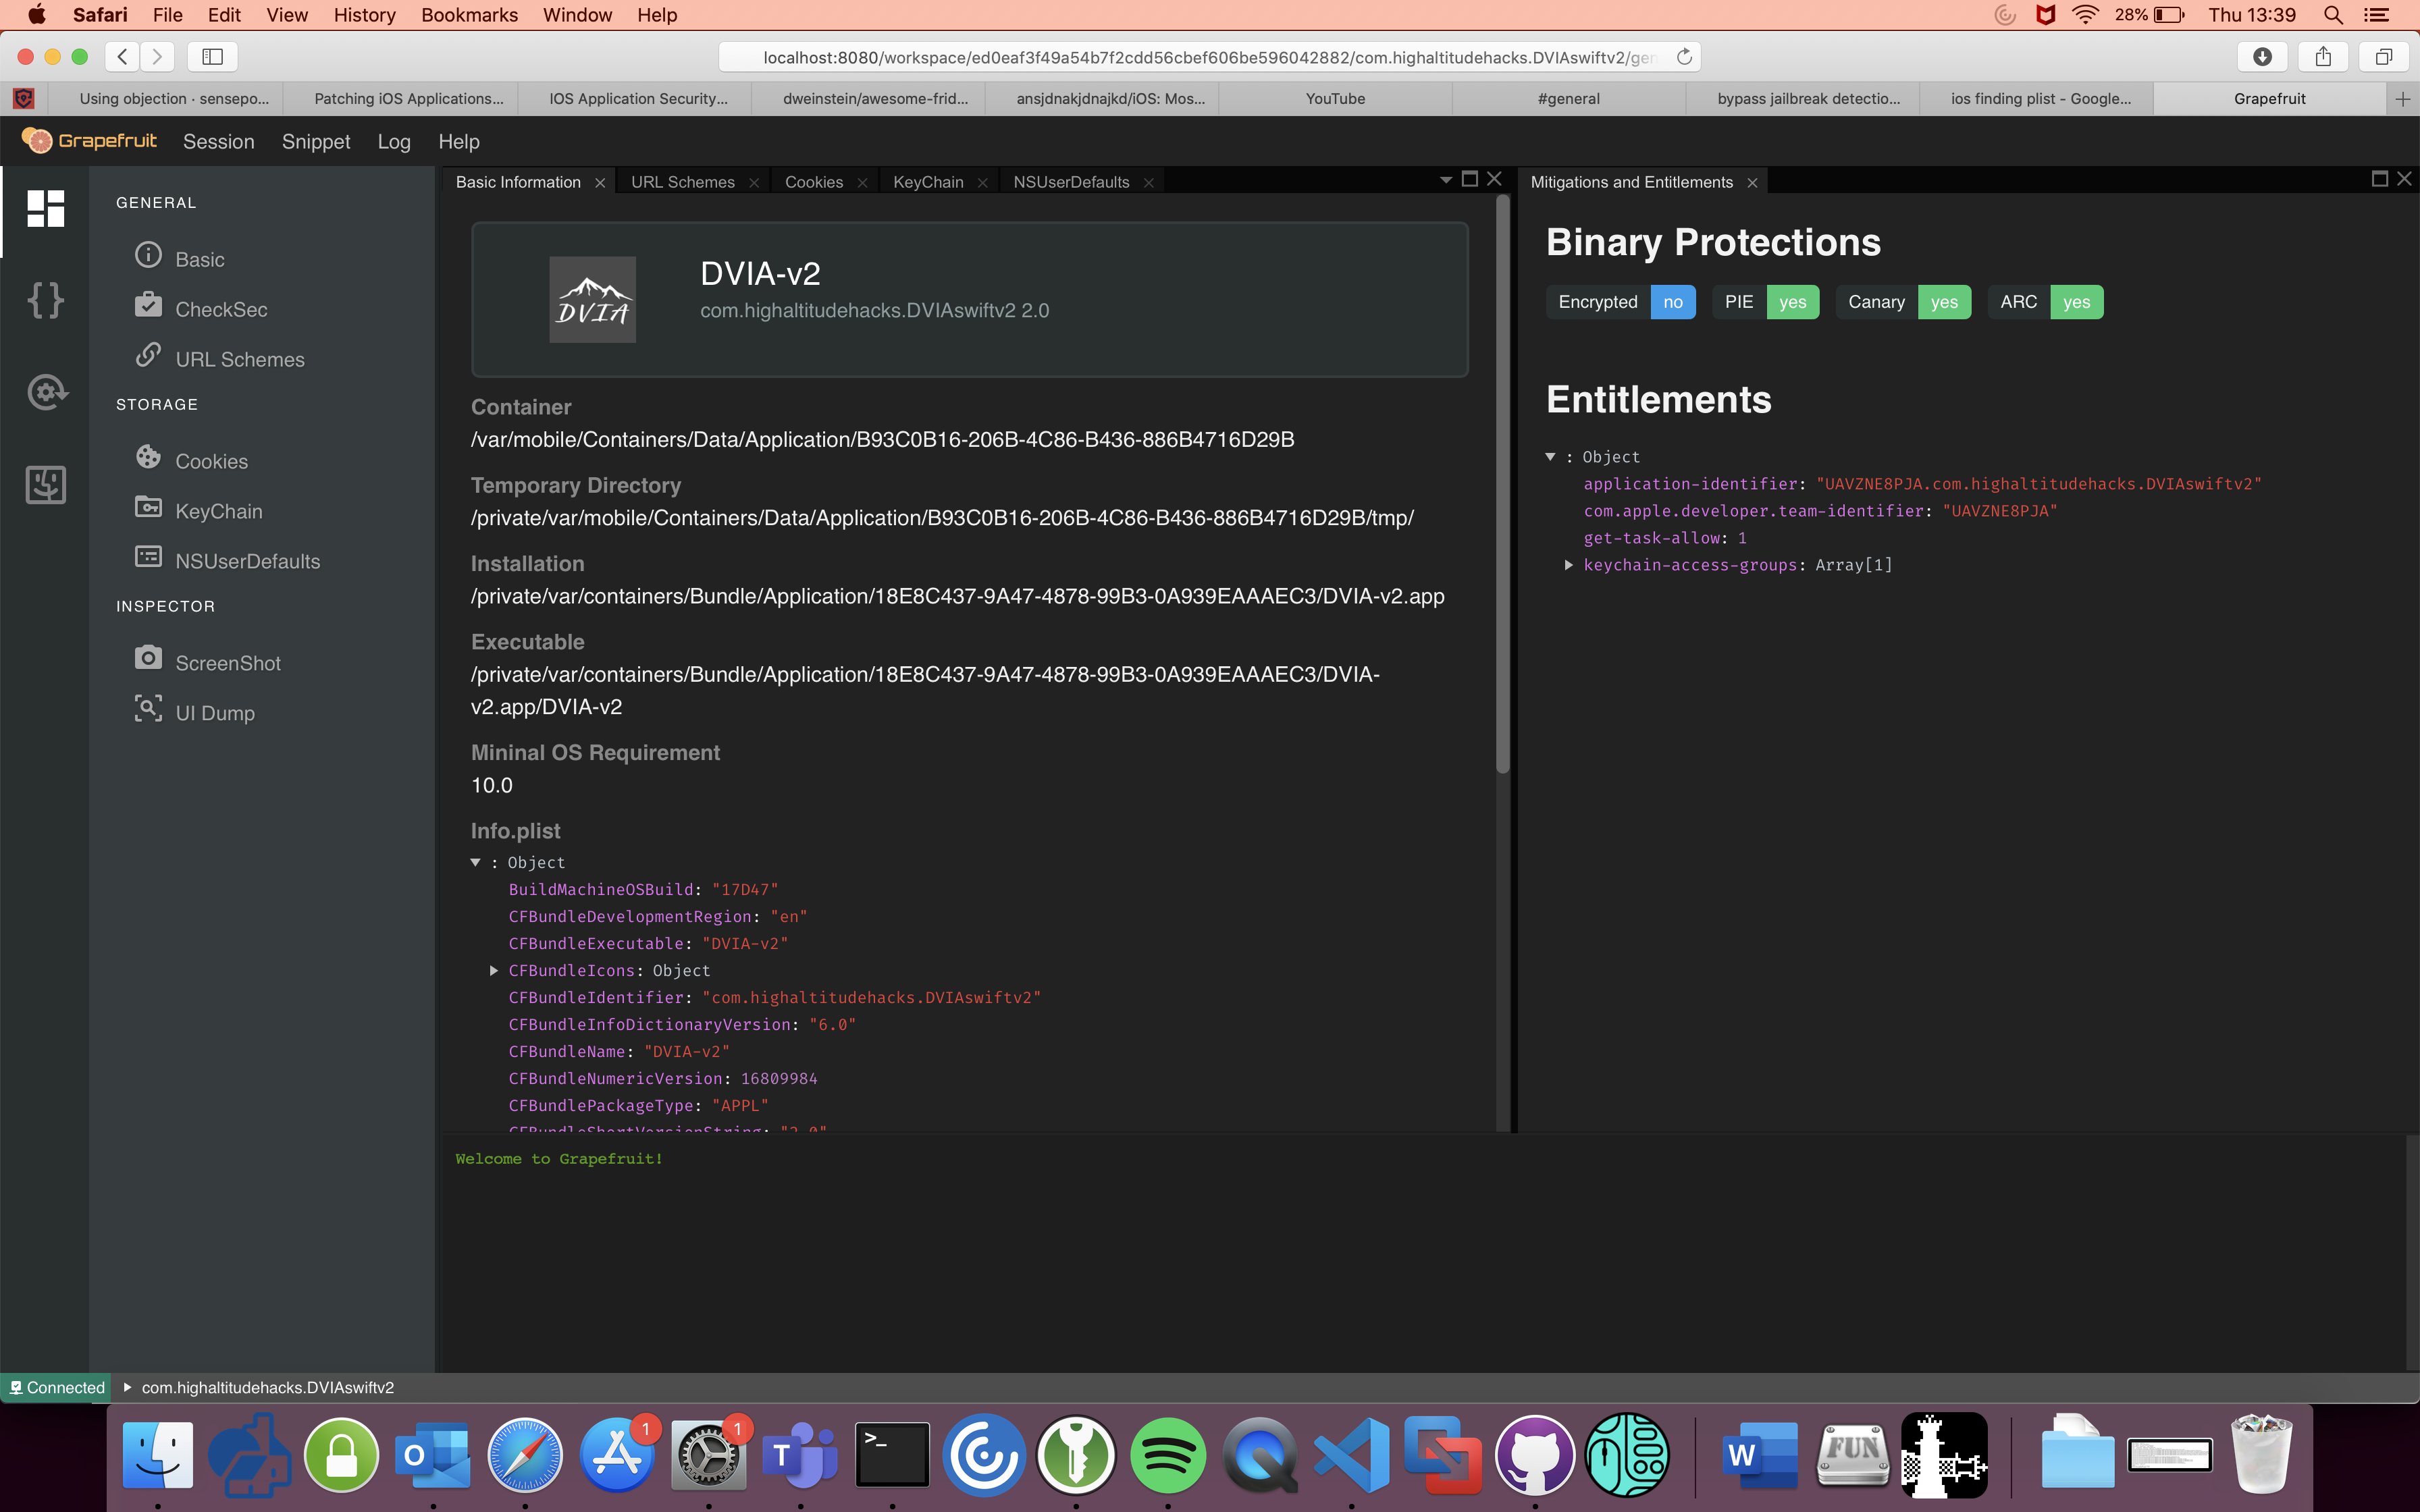 Safari File Edit View History Bookmarks Window Help 28% Thu 13:39
localhost:8080/workspace/ed0eaf3f49a54b7f2cdd56cbef606be596042882/com.highaltitudehacks.DVIAswiftv2/ger
Using objection · sensepo... Patching iOS Applications... IOS Application Security... dweinstein/awesome-frid... ansjdnakjdnajkd/iOS: Mos... YouTube #general bypass jailbreak detectio... ios finding plist - Google... Grapefruit
Grapefruit Session Snippet Log Help
GENERAL
Basic
CheckSec
URL Schemes
STORAGE
Cookies
KeyChain
NSUserDefaults
INSPECTOR
ScreenShot
UI Dump
Basic Information URL Schemes Cookies KeyChain NSUserDefaults
DVIA
DVIA-v2
com.highaltitudehacks.DVIAswiftv2 2.0
Container
/var/mobile/Containers/Data/Application/B93C0B16-206B-4C86-B436-886B4716D29B
Temporary Directory
/private/var/mobile/Containers/Data/Application/B93C0B16-206B-4C86-B436-886B4716D29B/tmp/
Installation
/private/var/containers/Bundle/Application/18E8C437-9A47-4878-99B3-0A939EAAAEC3/DVIA-v2.app
Executable
/private/var/containers/Bundle/Application/18E8C437-9A47-4878-99B3-0A939EAAAEC3/DVIA-
v2.app/DVIA-v2
Mininal OS Requirement
10.0
Info.plist
: Object
BuildMachineOSBuild: "17D47"
CFBundleDevelopmentRegion: "en"
CFBundleExecutable: "DVIA-v2"
CFBundleIcons: Object
CFBundleIdentifier: "com.highaltitudehacks.DVIAswiftv2"
CFBundleInfoDictionaryVersion: "6.0"
CFBundleName: "DVIA-v2"
CFBundleNumericVersion: 16809984
CFBundlePackageType: "APPL"
CFBundleShortVersionString: "2.0"
Mitigations and Entitlements
Binary Protections
Encrypted no PIE yes Canary yes ARC yes
Entitlements
: Object
application-identifier: "UAVZNE8PJA.com.highaltitudehacks.DVIAswiftv2"
com.apple.developer.team-identifier: "UAVZNE8PJA"
get-task-allow: 1
keychain-access-groups: Array[1]
Welcome to Grapefruit!
Connected com.highaltitudehacks.DVIAswiftv2
O 1 1 T >_ W FUN